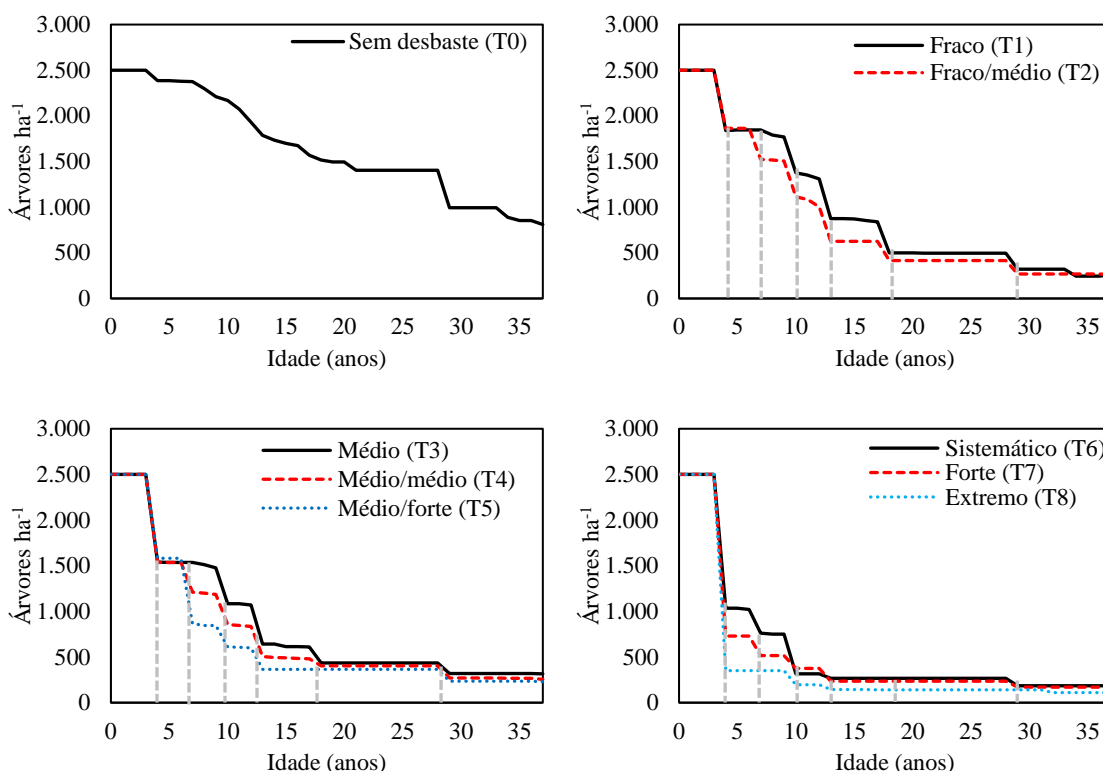 3.000
2.500
2.000
1.500
1.000
500
0
Árvores ha-1
Sem desbaste (T0)
0 5 10 15 20 25 30 35
Idade (anos)
3.000
2.500
2.000
1.500
1.000
500
0
Árvores ha-1
Fraco (T1)
Fraco/médio (T2)
0 5 10 15 20 25 30 35
Idade (anos)
3.000
2.500
2.000
1.500
1.000
500
0
Árvores ha-1
Médio (T3)
Médio/médio (T4)
Médio/forte (T5)
0 5 10 15 20 25 30 35
Idade (anos)
3.000
2.500
2.000
1.500
1.000
500
0
Árvores ha-1
Sistemático (T6)
Forte (T7)
Extremo (T8)
0 5 10 15 20 25 30 35
Idade (anos)